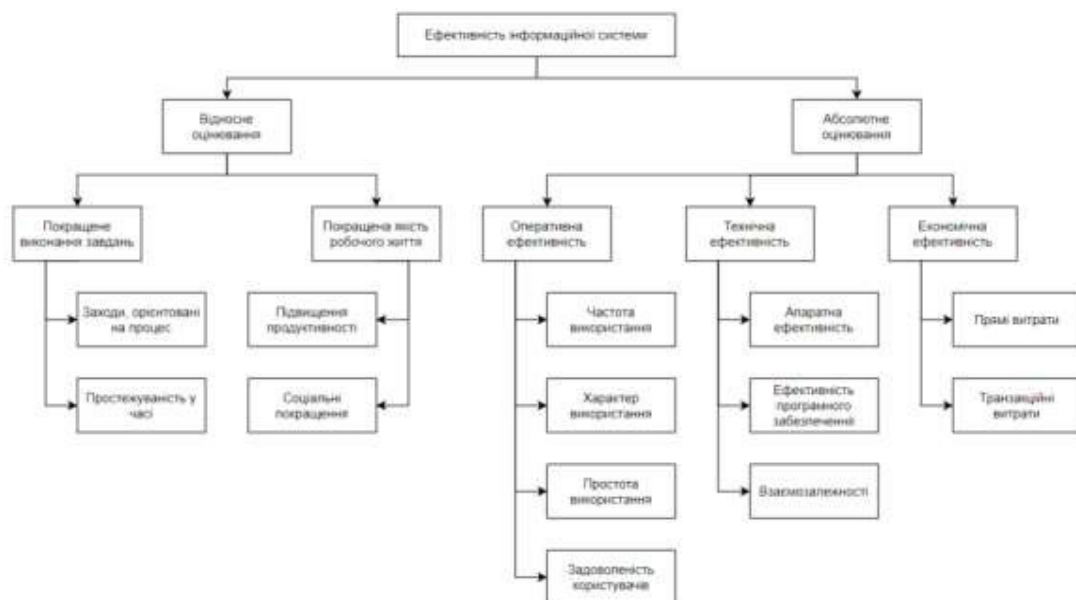 Ефективність інформаційної системи
Відносне
оцінювання
Абсолютне
оцінювання
Покращене
виконання завдань
Покращена якість
робочого життя
Оперативна
ефективність
Технічна
ефективність
Економічна
ефективність
Заходи, орієнтовані
на процес
Підвищення
продуктивності
Частота
використання
Апаратна
ефективність
Прямі витрати
Простежуваність у
часі
Соціальні
покращення
Характер
використання
Ефективність
програмного
забезпечення
Транзакційні
витрати
Простота
використання
Взаємозалежності
Задоволеність
користувачів